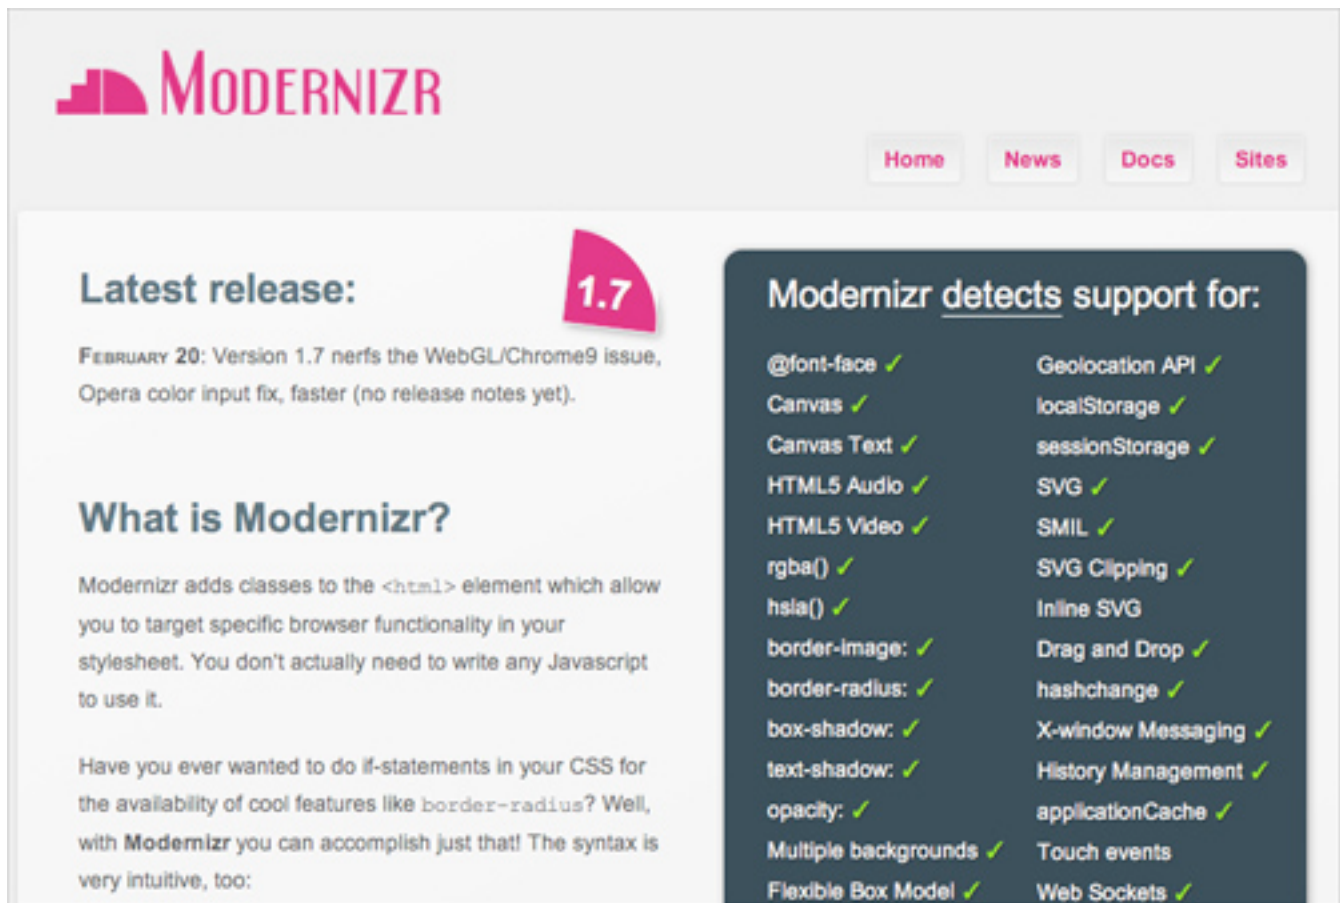 MODERNIZR
Home News Docs Sites
Latest release:
1.7
FEBRUARY 20: Version 1.7 nerfs the WebGL/Chrome9 issue,
Opera color input fix, faster (no release notes yet).
What is Modernizr?
Modernizr adds classes to the <html> element which allow
you to target specific browser functionality in your
stylesheet. You don't actually need to write any Javascript
to use it.
Have you ever wanted to do if-statements in your CSS for
the availability of cool features like border-radius? Well,
with Modernizr you can accomplish just that! The syntax is
very intuitive, too:
Modernizr detects support for:
@font-face ✓
Canvas ✓
Canvas Text ✓
HTML5 Audio ✓
HTML5 Video ✓
rgba() ✓
hsla() ✓
border-image: ✓
border-radius: ✓
box-shadow: ✓
text-shadow: ✓
opacity: ✓
Multiple backgrounds ✓
Flexible Box Model ✓
Geolocation API ✓
localStorage ✓
sessionStorage ✓
SVG ✓
SMIL ✓
SVG Clipping ✓
Inline SVG
Drag and Drop ✓
hashchange ✓
X-window Messaging ✓
History Management ✓
applicationCache ✓
Touch events
Web Sockets ✓